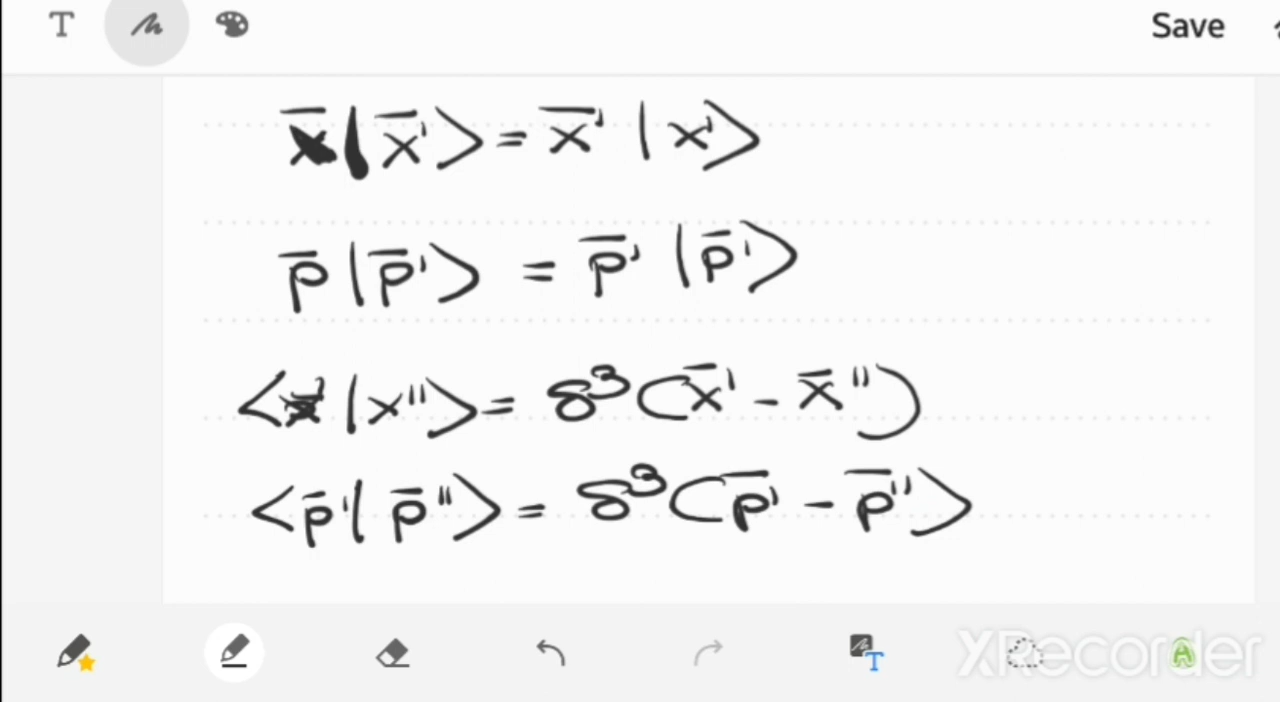 T Save
x̄|x̄'> = x̄' |x'>
p̄|p̄'> = p̄' |p̄'>
<x'|x''> = δ³(x̄' - x̄'')
<p̄'|p̄''> = δ³(p̄' - p̄''>
T XRecorder